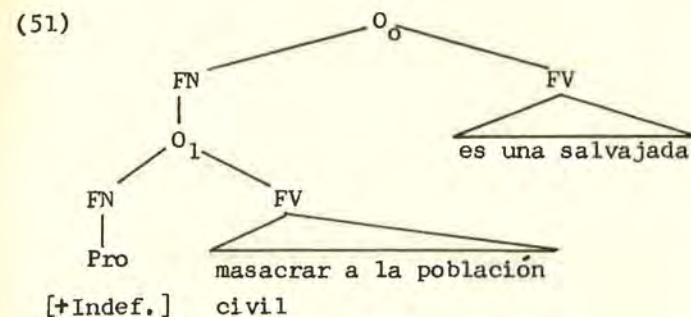 (51)
O₀
FN FV
O₁
es una salvajada
FN FV
Pro
masacrar a la población
[+Indef.] civil